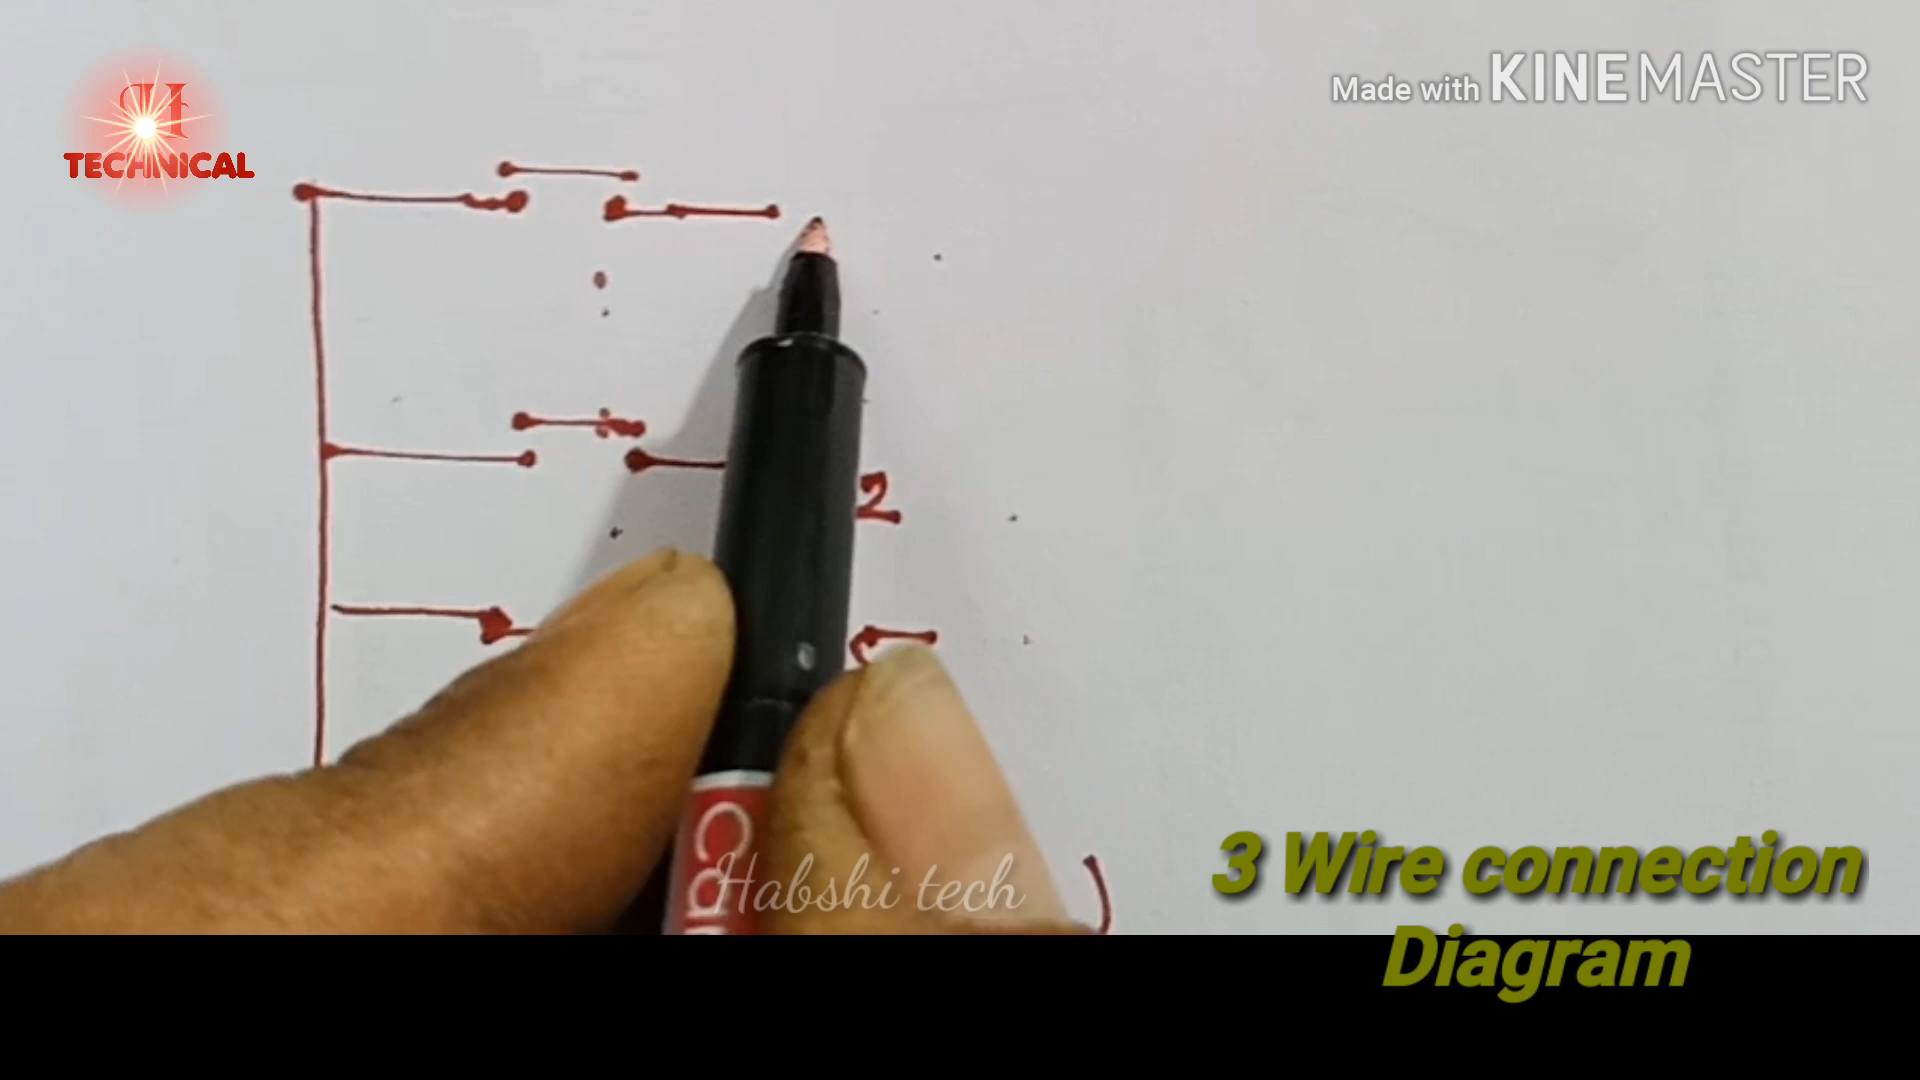 Made with KINEMASTER
H
TECHNICAL
2
Habshi tech
3 Wire connection
Diagram